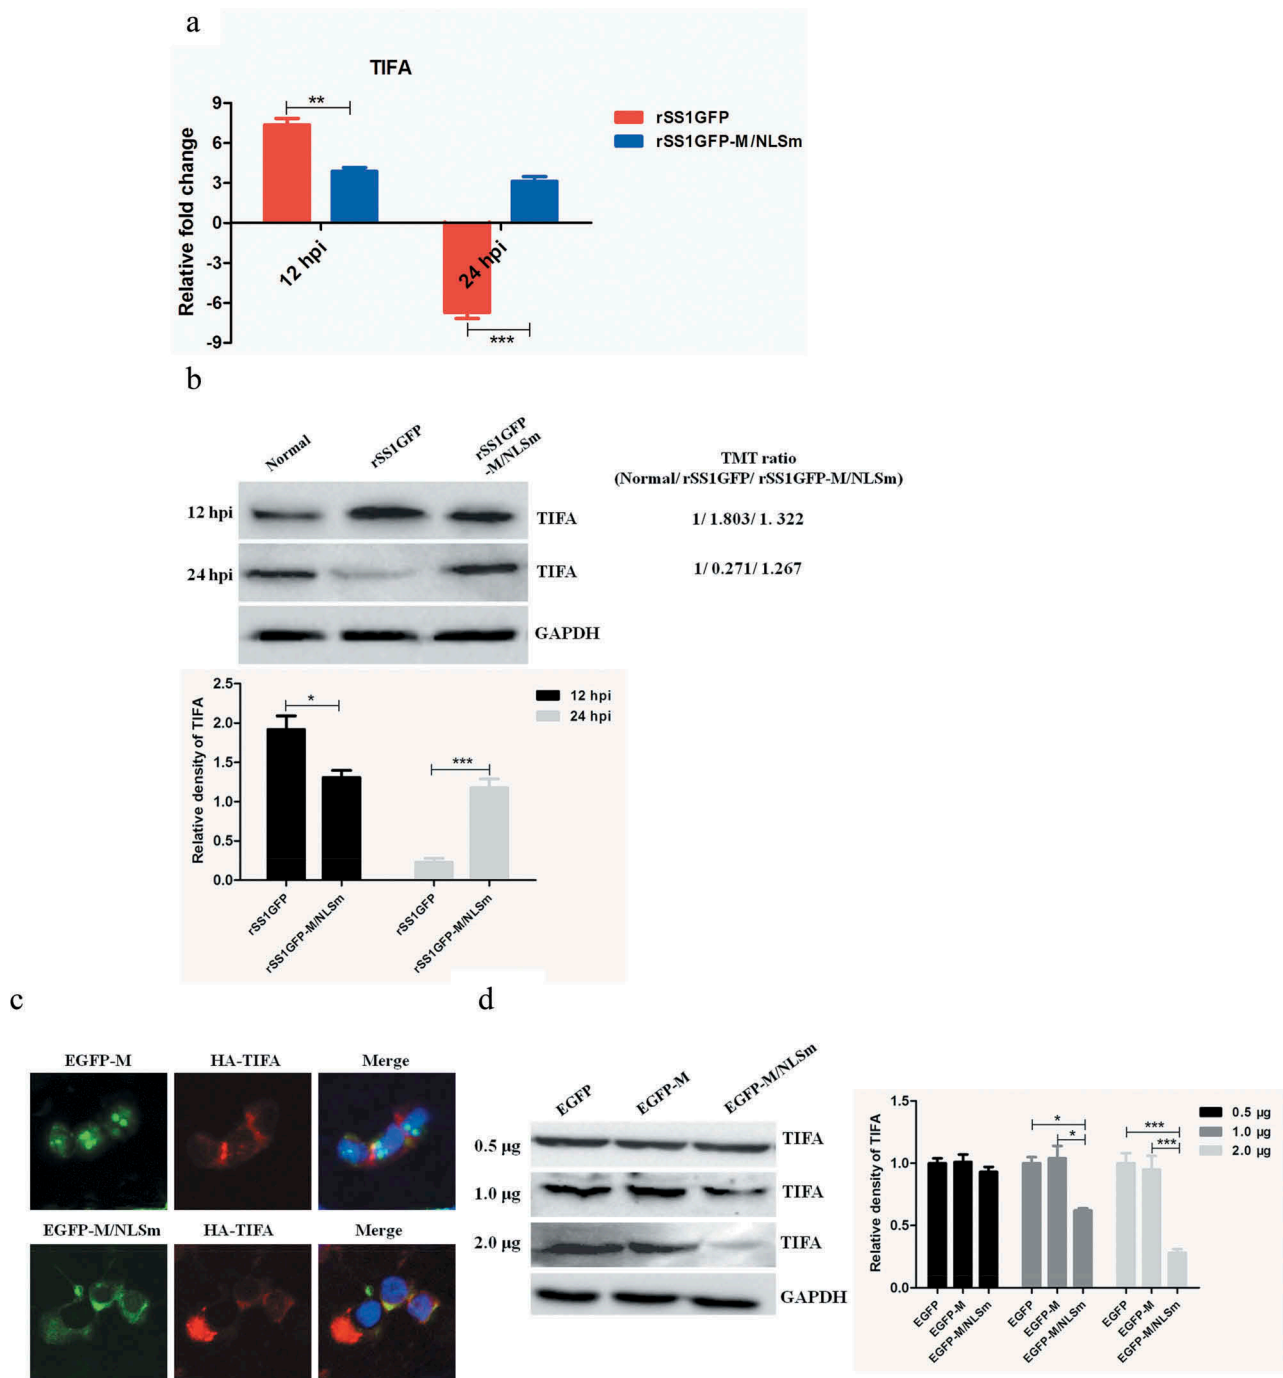 a
TIFA
Relative fold change
9
6
3
0
-3
-6
-9
**
***
12 hpi
24 hpi
rSS1GFP
rSS1GFP-M/NLSm
b
Normal
rSS1GFP
rSS1GFP
-M/NLSm
TMT ratio
(Normal/ rSS1GFP/ rSS1GFP-M/NLSm)
12 hpi
TIFA
1/ 1.803/ 1. 322
24 hpi
TIFA
1/ 0.271/ 1.267
GAPDH
Relative density of TIFA
2.5
2.0
1.5
1.0
0.5
0.0
*
***
12 hpi
24 hpi
rSS1GFP
rSS1GFP-M/NLSm
rSS1GFP
rSS1GFP-M/NLSm
c
EGFP-M
HA-TIFA
Merge
EGFP-M/NLSm
HA-TIFA
Merge
d
EGFP
EGFP-M
EGFP-M/NLSm
0.5 μg
TIFA
1.0 μg
TIFA
2.0 μg
TIFA
GAPDH
Relative density of TIFA
1.5
1.0
0.5
0.0
*
*
***
***
0.5 μg
1.0 μg
2.0 μg
EGFP
EGFP-M
EGFP-M/NLSm
EGFP
EGFP-M
EGFP-M/NLSm
EGFP
EGFP-M
EGFP-M/NLSm